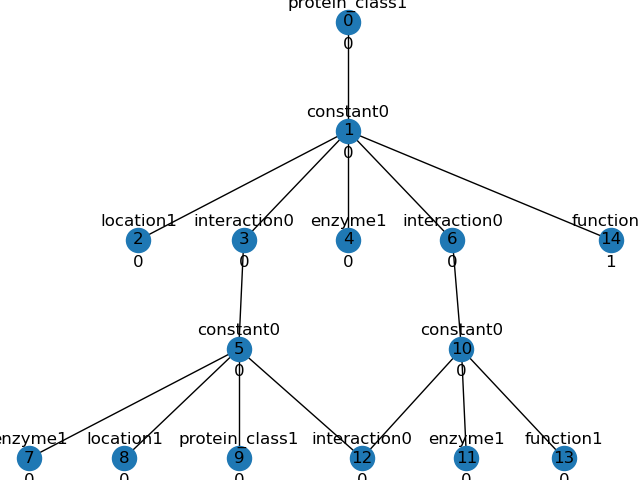 protein_class1
0
0
constant0
1
0
location1 interaction0 enzyme1 interaction0 function
2 3 4 6 14
0 0 0 0 1
constant0 constant0
5 10
0 0
enzyme1 location1 protein_class1 interaction0 enzyme1 function1
7 8 9 12 11 13
0 0 0 0 0 0